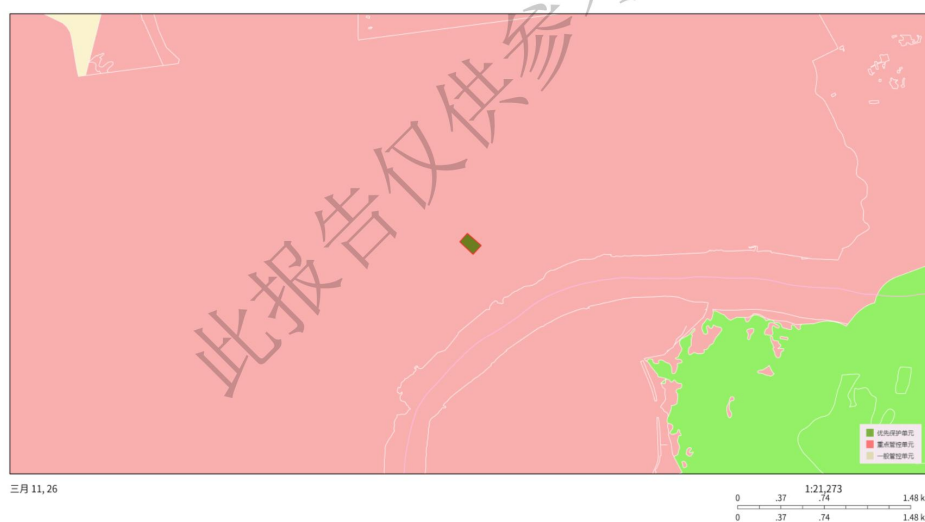 此报告仅供参
优先保护单元
重点管控单元
一般管控单元
三月 11, 26
1:21,273
0 .37 .74 1.48 k
0 .37 .74 1.48 k